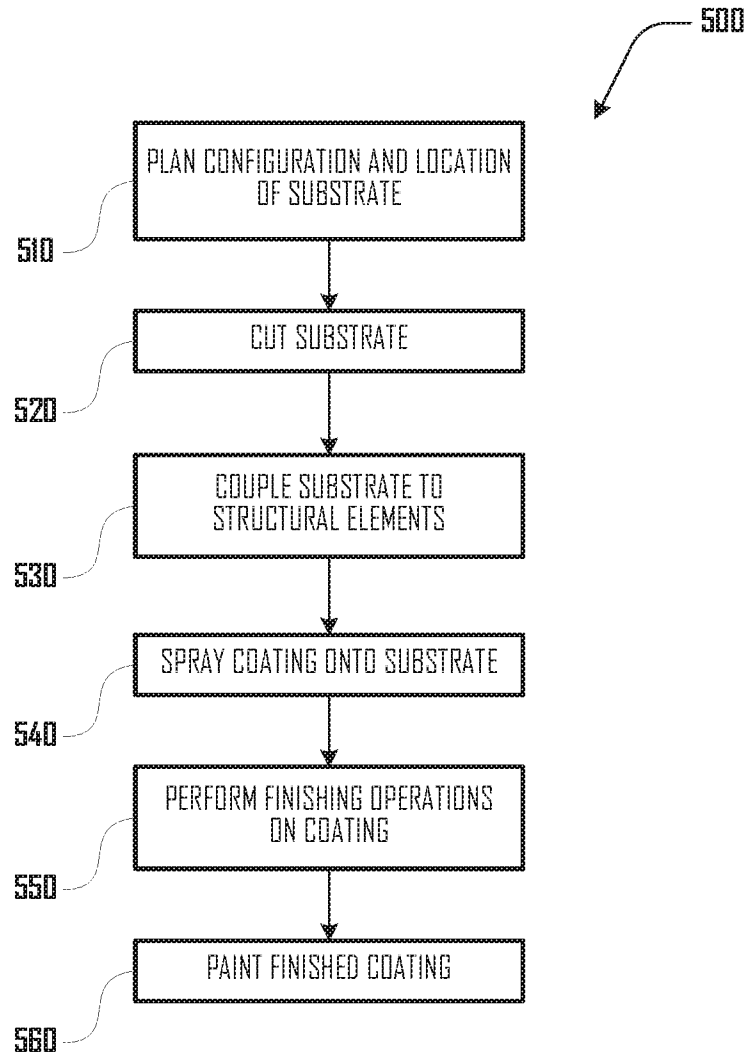 500
PLAN CONFIGURATION AND LOCATION
OF SUBSTRATE
510
CUT SUBSTRATE
520
COUPLE SUBSTRATE TO
STRUCTURAL ELEMENTS
530
SPRAY COATING ONTO SUBSTRATE
540
PERFORM FINISHING OPERATIONS
ON COATING
550
PAINT FINISHED COATING
560